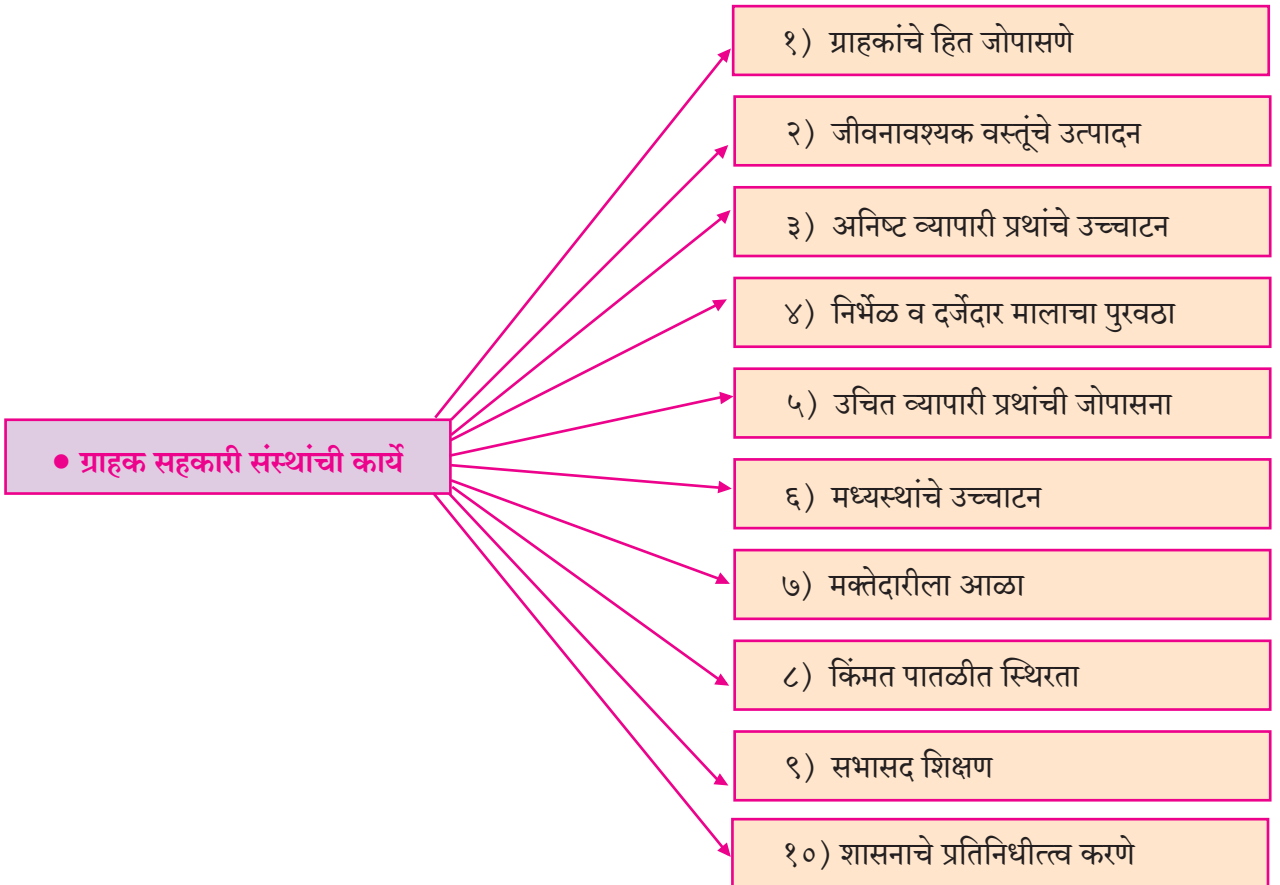 • ग्राहक सहकारी संस्थांची कार्ये
१) ग्राहकांचे हित जोपासणे
२) जीवनावश्यक वस्तूंचे उत्पादन
३) अनिष्ट व्यापारी प्रथांचे उच्चाटन
४) निर्भेळ व दर्जेदार मालाचा पुरवठा
५) उचित व्यापारी प्रथांची जोपासना
६) मध्यस्थांचे उच्चाटन
७) मक्तेदारीला आळा
८) किंमत पातळीत स्थिरता
९) सभासद शिक्षण
१०) शासनाचे प्रतिनिधीत्त्व करणे